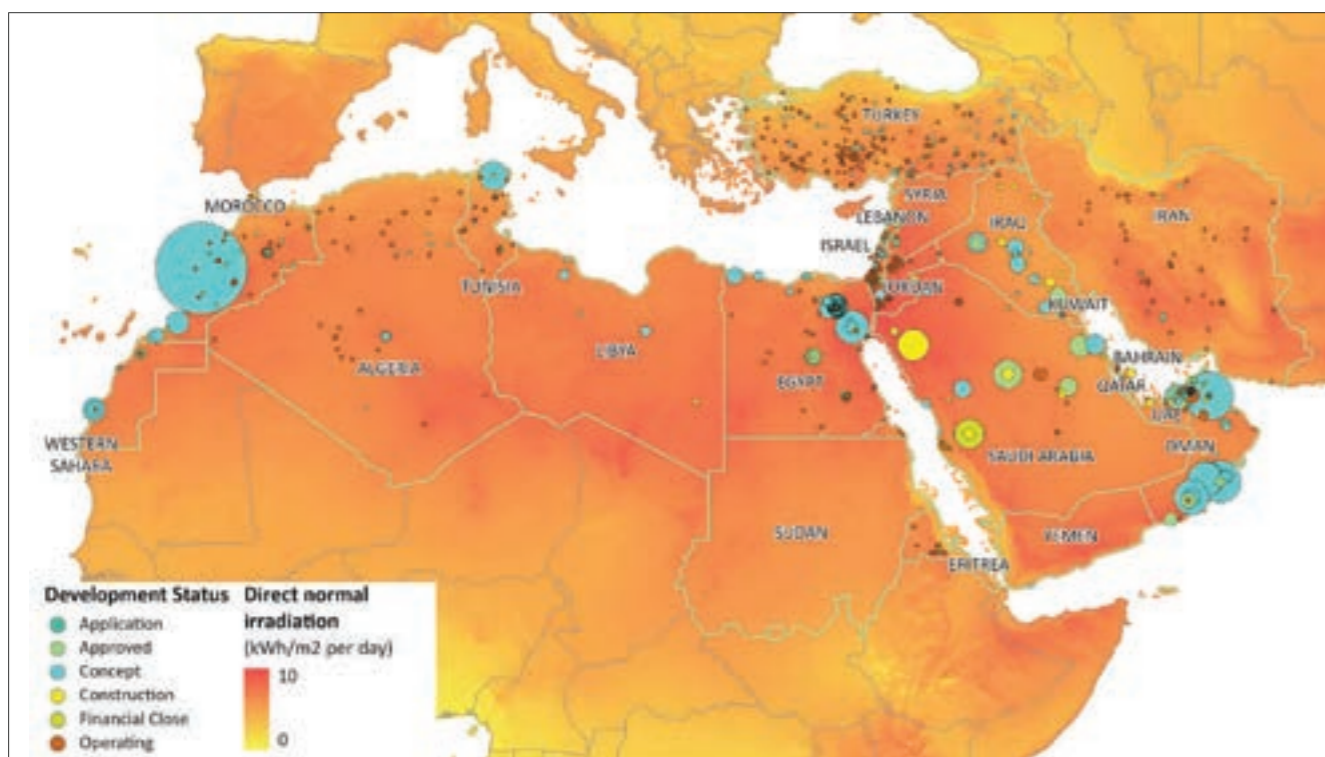 TURKEY
MOROCCO
SYRIA
LEBANON
IRAQ
IRAN
ISRAEL
TUNISIA
JORDAN
KUWAIT
ALGERIA
LIBYA
EGYPT
BAHRAIN
QATAR
UAE
WESTERN
SAHARA
OMAN
SAUDI ARABIA
SUDAN
YEMEN
ERITREA
Development Status
Application
Approved
Concept
Construction
Financial Close
Operating
Direct normal
irradiation
(kWh/m2 per day)
10
0